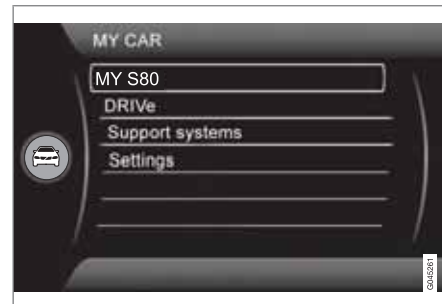 MY CAR
MY S80
DRIVe
Support systems
Settings
G045261